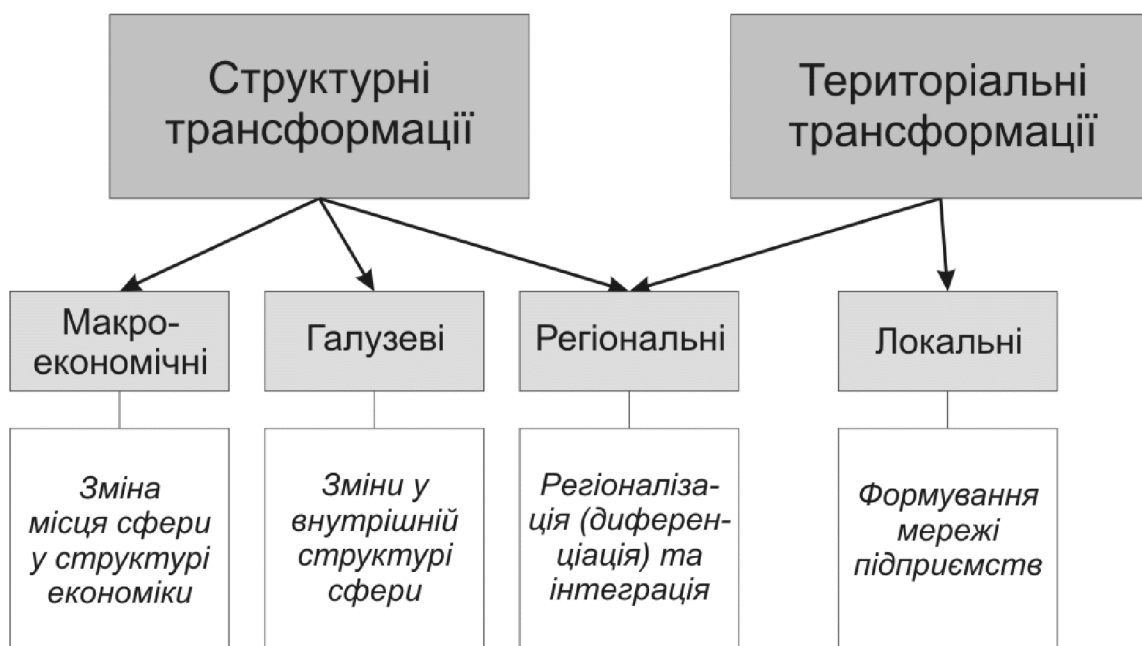 Структурні
трансформації
Територіальні
трансформації
Макро-
економічні
Галузеві
Регіональні
Локальні
Зміна
місця сфери
у структурі
економіки
Зміни у
внутрішній
структурі
сфери
Регіоналіза-
ція (диферен-
ціація) та
інтеграція
Формування
мережі
підприємств